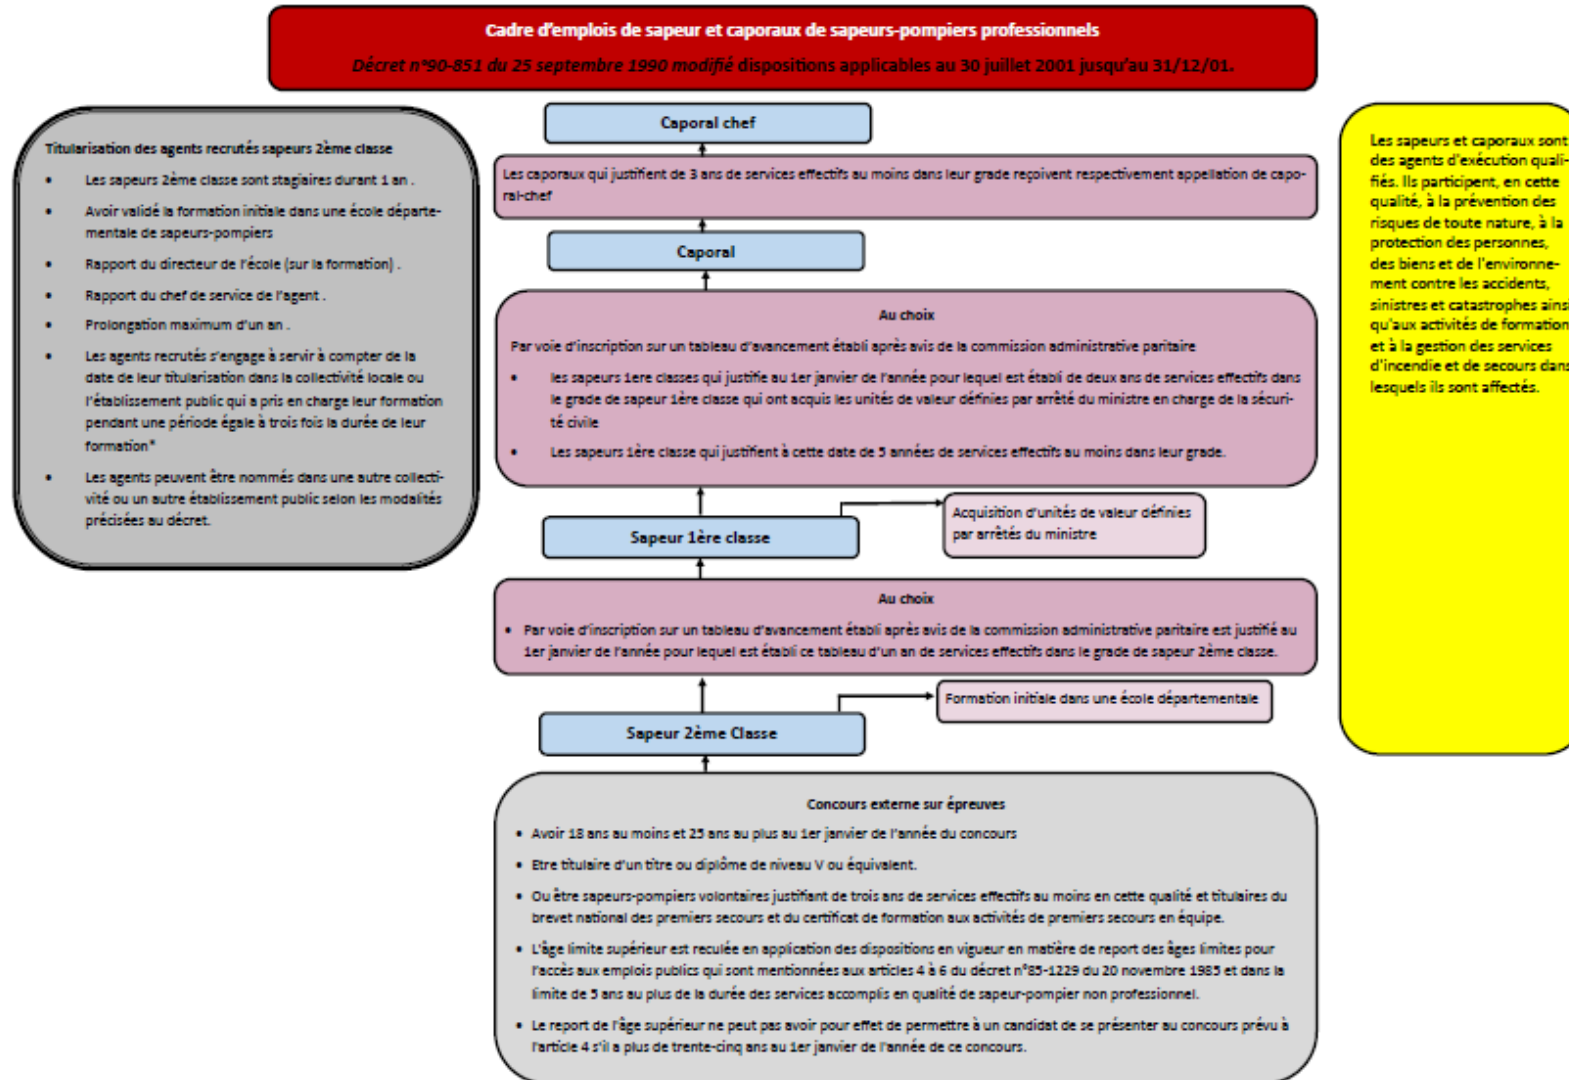 Cadre d'emplois de sapeur et caporaux de sapeurs-pompiers professionnels
Décret n°90-851 du 25 septembre 1990 modifié dispositions applicables au 30 juillet 2001 jusqu'au 31/12/01.
Titularisation des agents recrutés sapeurs 2ème classe
• Les sapeurs 2ème classe sont stagiaires durant 1 an .
• Avoir validé la formation initiale dans une école départe-
mentale de sapeurs-pompiers
• Rapport du directeur de l'école (sur la formation) .
• Rapport du chef de service de l'agent .
• Prolongation maximum d'un an .
• Les agents recrutés s'engage à servir à compter de la
date de leur titularisation dans la collectivité locale ou
l'établissement public qui a pris en charge leur formation
pendant une période égale à trois fois la durée de leur
formation*
• Les agents peuvent être nommés dans une autre collecti-
vité ou un autre établissement public selon les modalités
précisées au décret.
Caporal chef
Les caporaux qui justifient de 3 ans de services effectifs au moins dans leur grade reçoivent respectivement appellation de capo-
ral-chef
Caporal
Au choix
Par voie d'inscription sur un tableau d'avancement établi après avis de la commission administrative paritaire
• les sapeurs 1ere classes qui justifie au 1er janvier de l'année pour lequel est établi de deux ans de services effectifs dans
le grade de sapeur 1ère classe qui ont acquis les unités de valeur définies par arrêté du ministre en charge de la sécuri-
té civile
• Les sapeurs 1ère classe qui justifient à cette date de 5 années de services effectifs au moins dans leur grade.
Sapeur 1ère classe
Acquisition d'unités de valeur définies
par arrêtés du ministre
Au choix
• Par voie d'inscription sur un tableau d'avancement établi après avis de la commission administrative paritaire est justifié au
1er janvier de l'année pour lequel est établi ce tableau d'un an de services effectifs dans le grade de sapeur 2ème classe.
Formation initiale dans une école départementale
Sapeur 2ème Classe
Concours externe sur épreuves
• Avoir 18 ans au moins et 25 ans au plus au 1er janvier de l'année du concours
• Etre titulaire d'un titre ou diplôme de niveau V ou équivalent.
• Ou être sapeurs-pompiers volontaires justifiant de trois ans de services effectifs au moins en cette qualité et titulaires du
brevet national des premiers secours et du certificat de formation aux activités de premiers secours en équipe.
• L'âge limite supérieur est reculée en application des dispositions en vigueur en matière de report des âges limites pour
l'accès aux emplois publics qui sont mentionnées aux articles 4 à 6 du décret n°85-1229 du 20 novembre 1985 et dans la
limite de 5 ans au plus de la durée des services accomplis en qualité de sapeur-pompier non professionnel.
• Le report de l'âge supérieur ne peut pas avoir pour effet de permettre à un candidat de se présenter au concours prévu à
l'article 4 s'il a plus de trente-cinq ans au 1er janvier de l'année de ce concours.
Les sapeurs et caporaux sont
des agents d'exécution quali-
fiés. Ils participent, en cette
qualité, à la prévention des
risques de toute nature, à la
protection des personnes,
des biens et de l'environne-
ment contre les accidents,
sinistres et catastrophes ainsi
qu'aux activités de formation
et à la gestion des services
d'incendie et de secours dans
lesquels ils sont affectés.